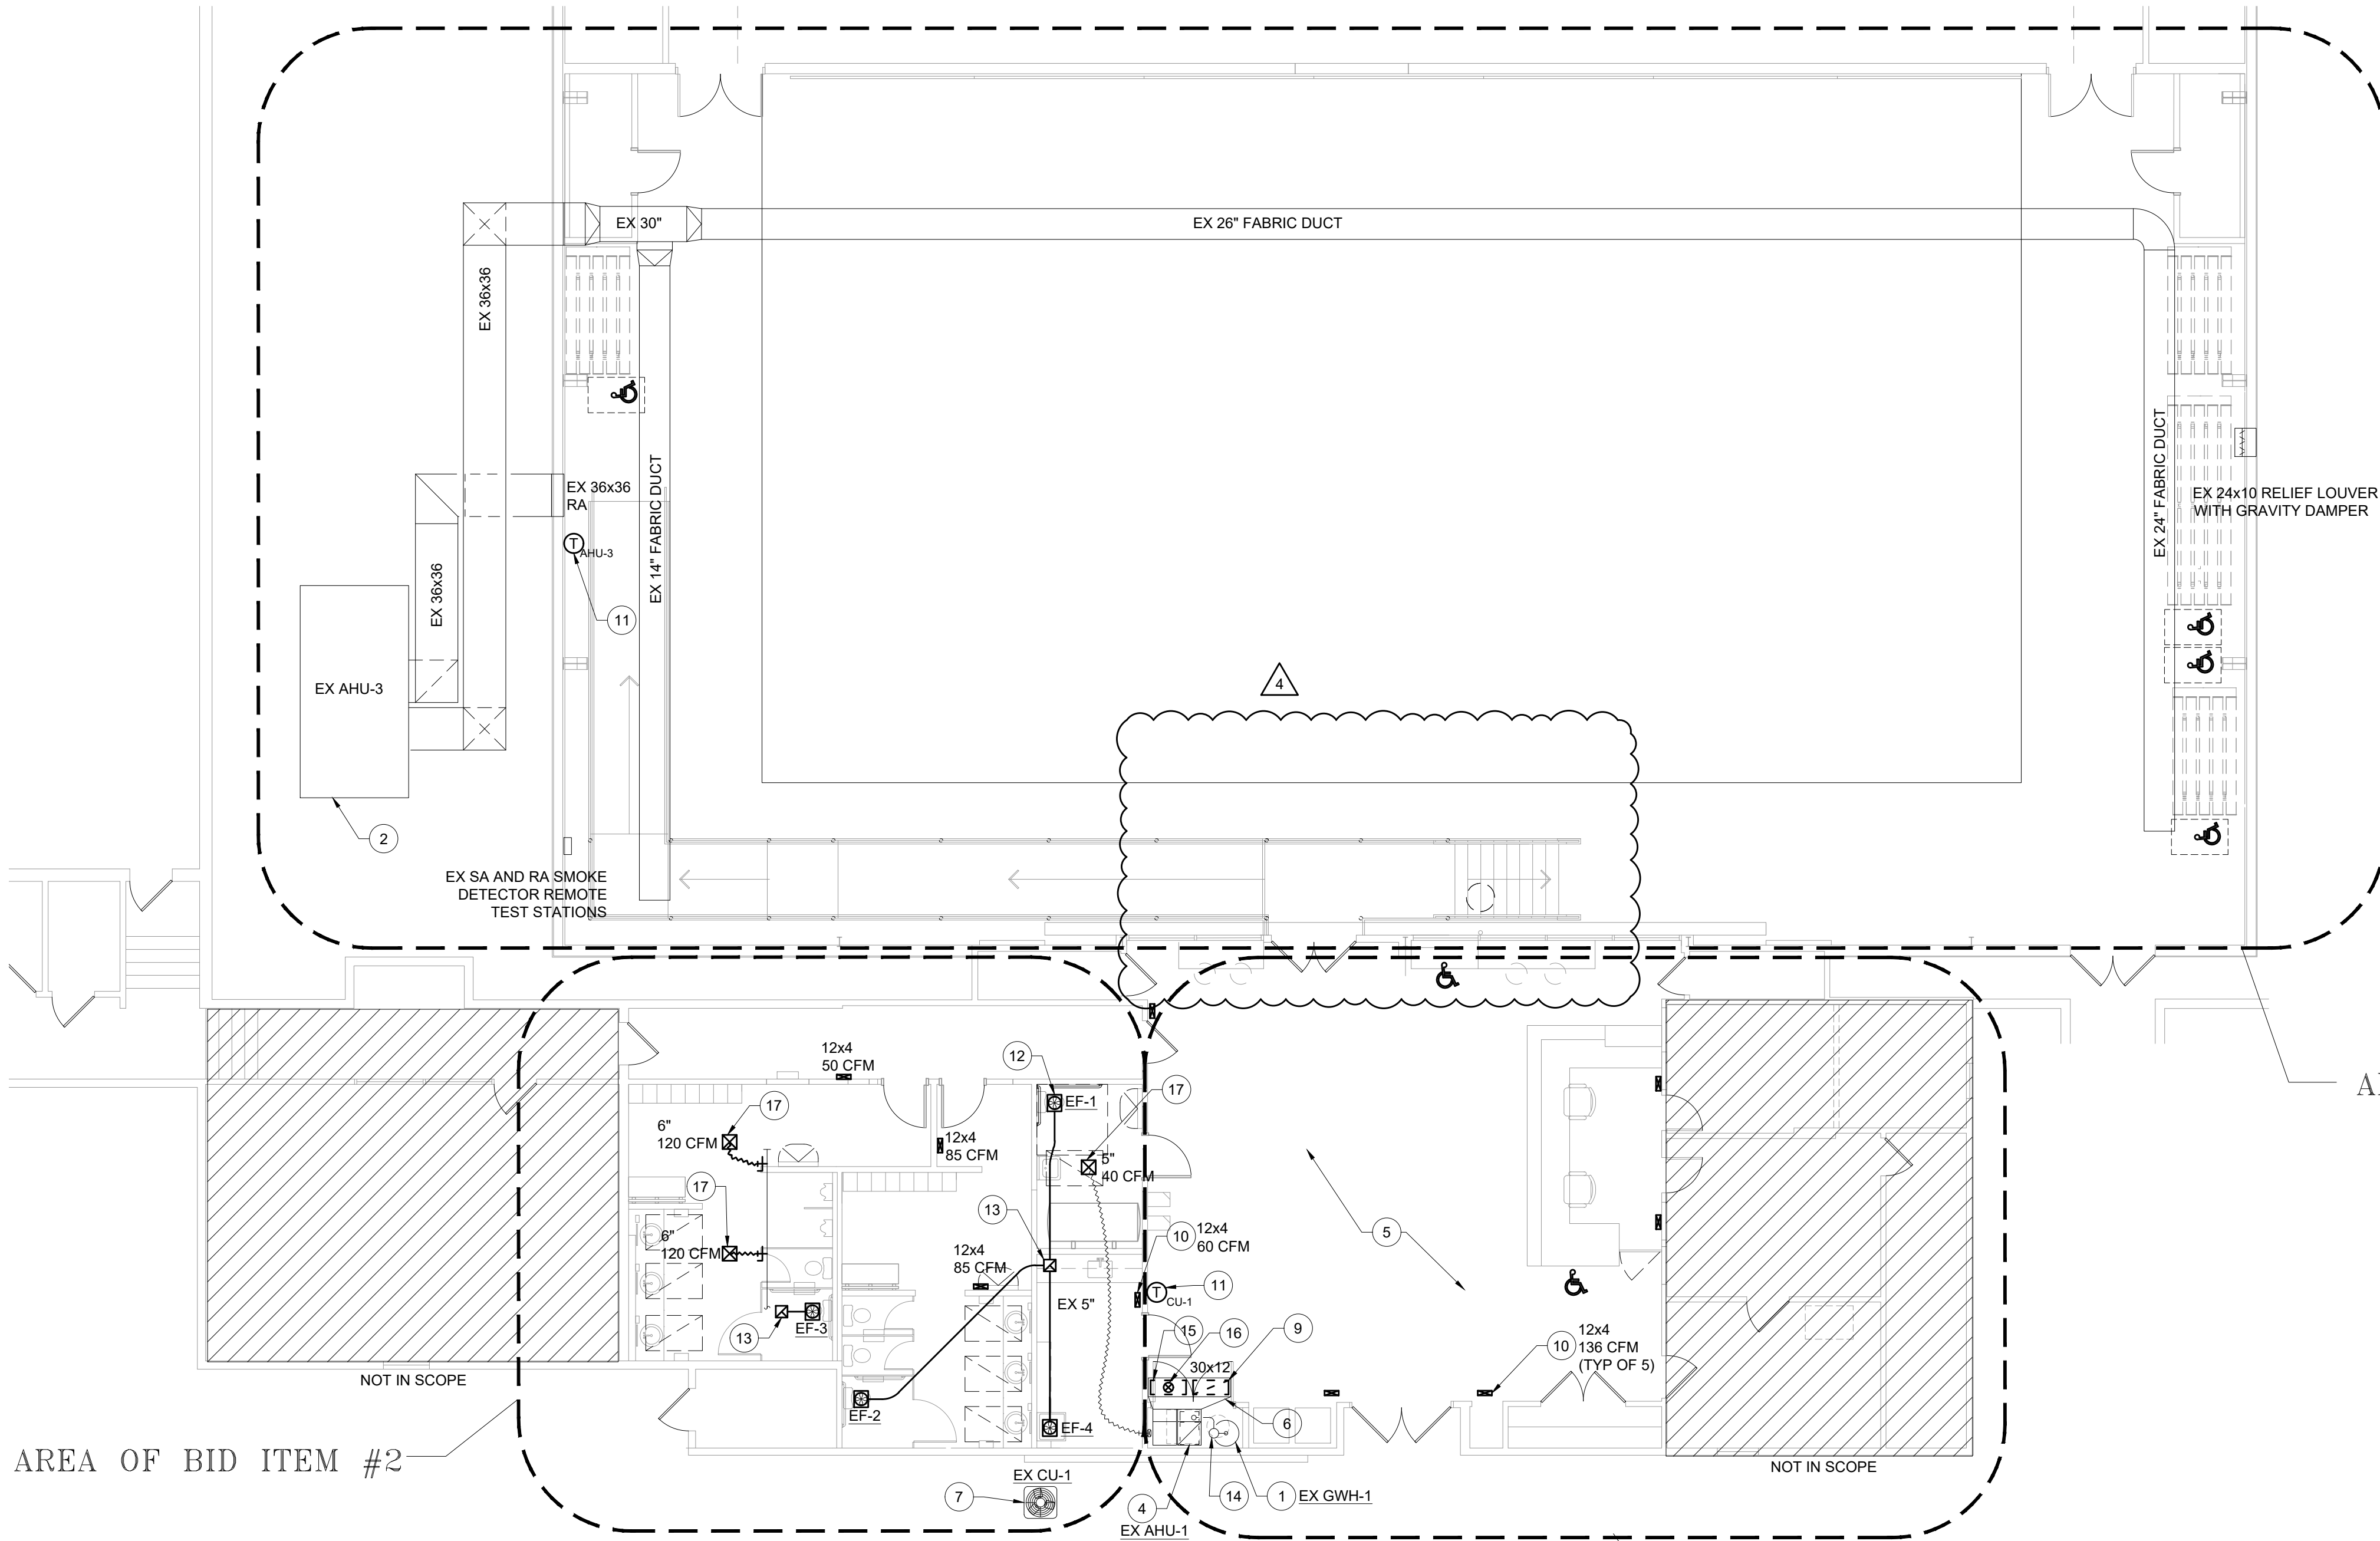 EX 30"
EX 26" FABRIC DUCT
EX 36x36
EX 36x36
RA
T
AHU-3
EX 14" FABRIC DUCT
EX 24" FABRIC DUCT
EX 24x10 RELIEF LOUVER
WITH GRAVITY DAMPER
EX 36x36
11
EX AHU-3
4
2
EX SA AND RA SMOKE
DETECTOR REMOTE
TEST STATIONS
12x4
50 CFM
12
17
EF-1
17
6"
120 CFM
12x4
85 CFM
5"
40 CFM
17
13
10
12x4
60 CFM
5
6"
120 CFM
12x4
85 CFM
11
T
CU-1
EX 5"
13
EF-3
15
16
9
30x12
10
12x4
136 CFM
(TYP OF 5)
NOT IN SCOPE
EF-2
EF-4
6
AREA OF BID ITEM #2
NOT IN SCOPE
EX CU-1
7
4
EX AHU-1
14
1
EX GWH-1